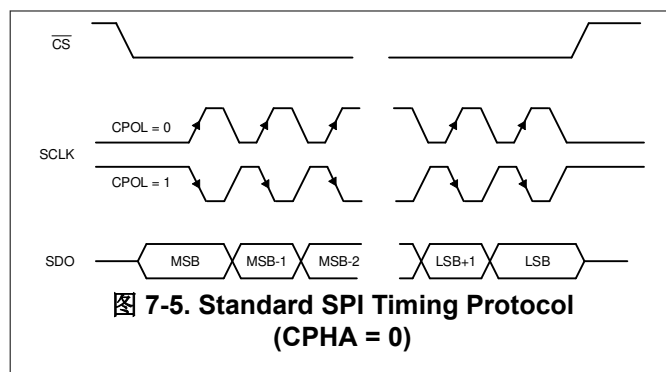 CS
CPOL = 0
SCLK
CPOL = 1
SDO MSB MSB-1 MSB-2 LSB+1 LSB
图 7-5. Standard SPI Timing Protocol
(CPHA = 0)